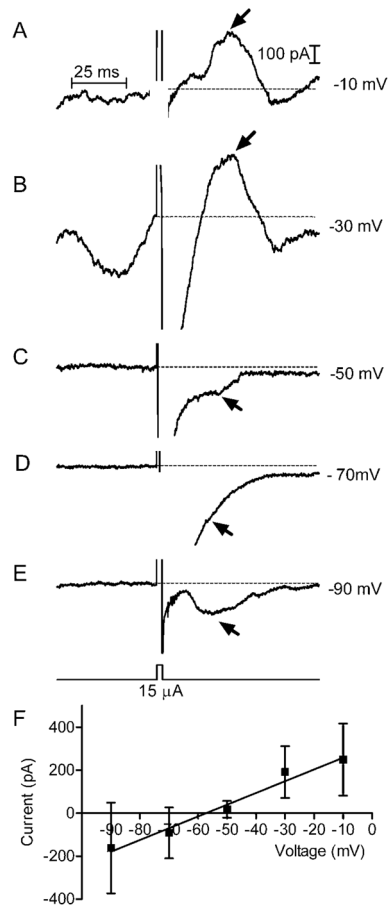 A
25 ms
100 pA
-10 mV
B
-30 mV
C
-50 mV
D
- 70mV
E
-90 mV
15 μA
F
Current (pA)
400
200
0
-200
-400
-90 -80 -70 -60 -50 -40 -30 -20 -10 0
Voltage (mV)